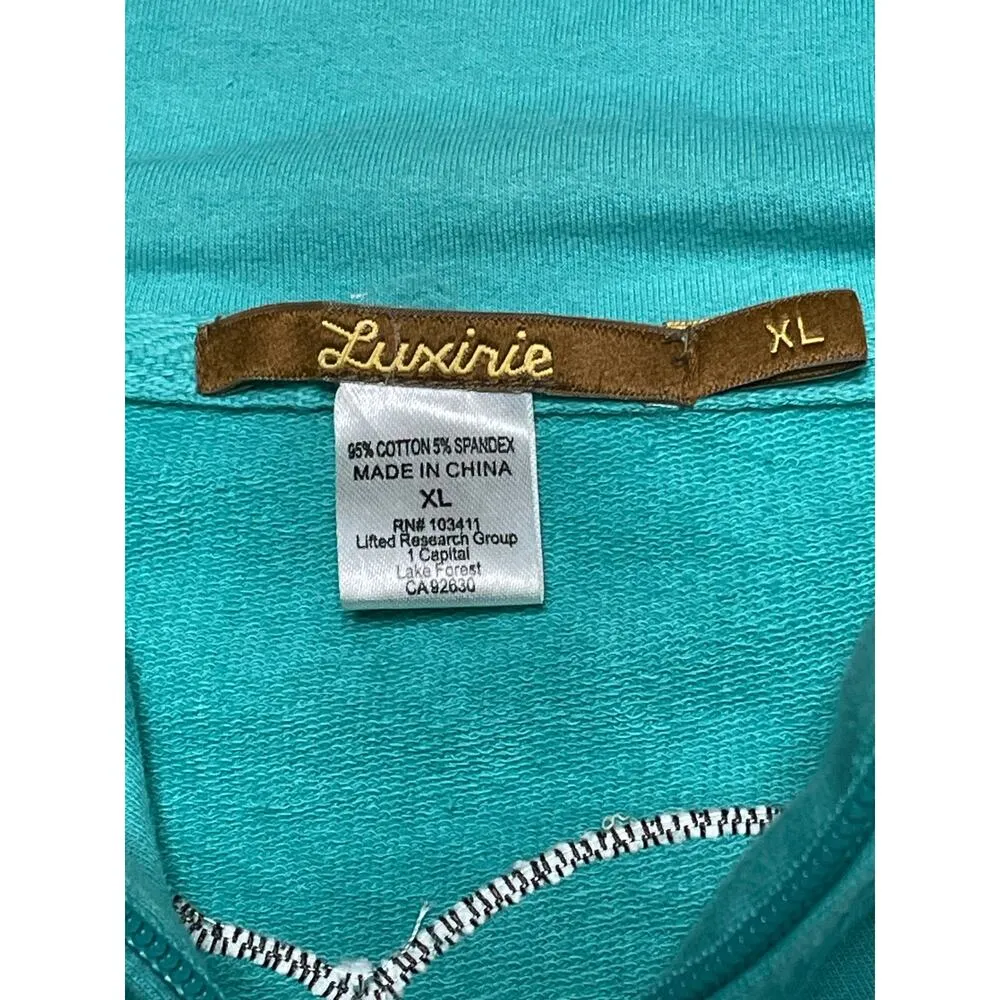 Luxirie
XL
95% COTTON 5% SPANDEX
MADE IN CHINA
XL
RN# 103411
Lifted Research Group
1 Capital
Lake Forest
CA 92630